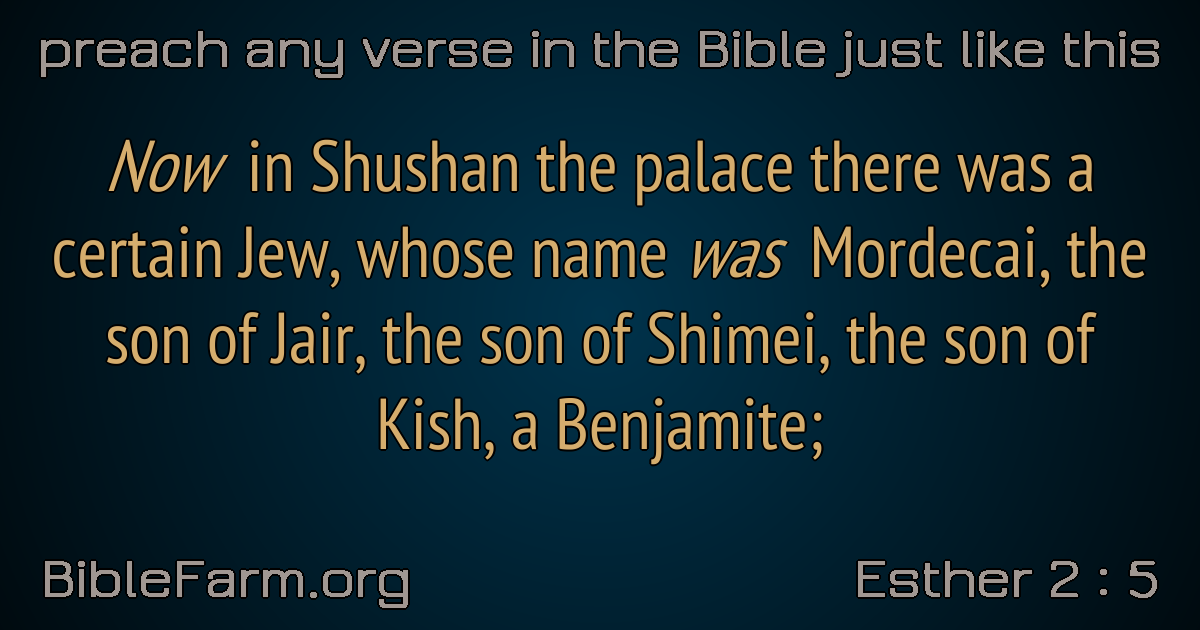 preach any verse in the Bible just like this
Now in Shushan the palace there was a
certain Jew, whose name was Mordecai, the
son of Jair, the son of Shimei, the son of
Kish, a Benjamite;
BibleFarm.org
Esther 2 : 5